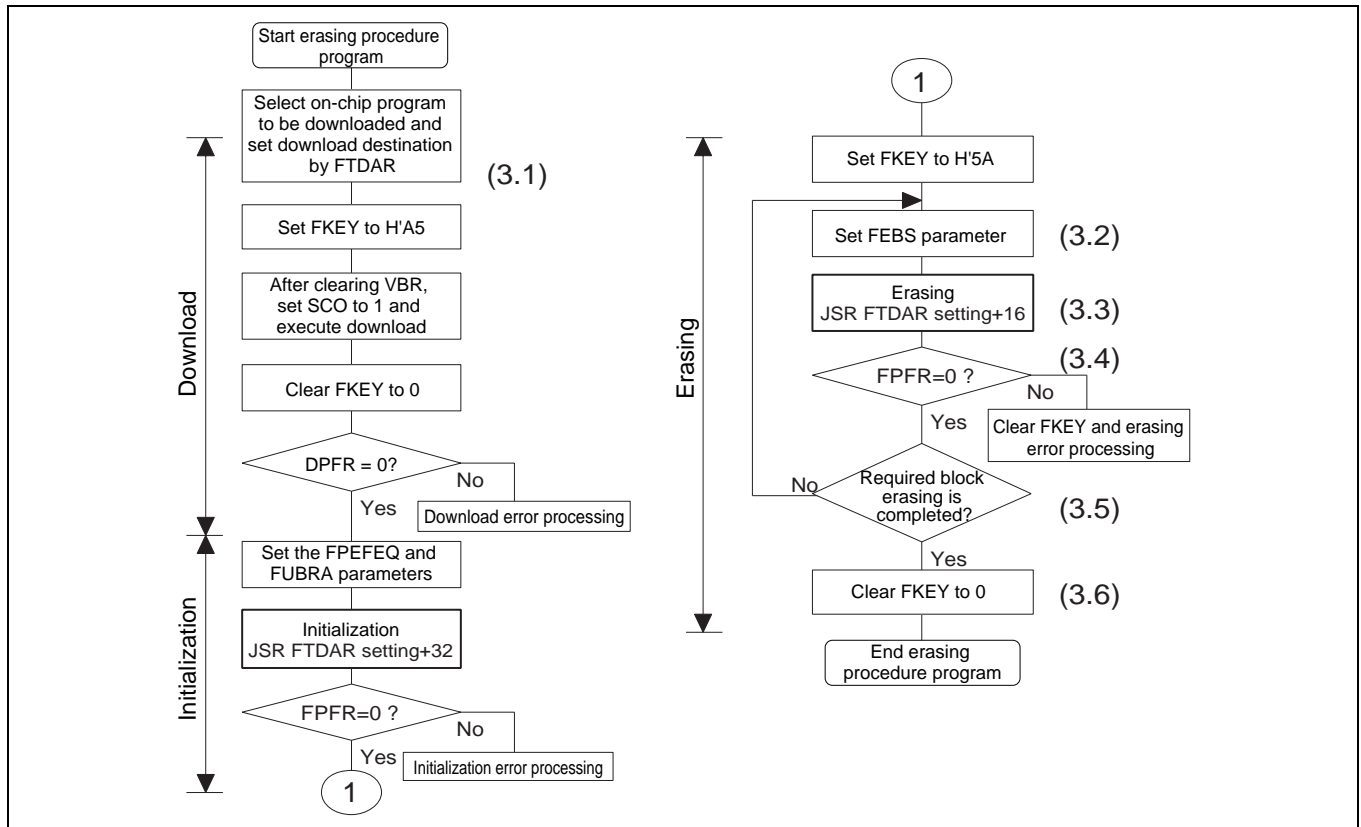 Start erasing procedure
program
Select on-chip program
to be downloaded and
set download destination
by FTDAR
(3.1)
Set FKEY to H'A5
After clearing VBR,
set SCO to 1 and
execute download
Clear FKEY to 0
DPFR = 0?
No
Yes
Download error processing
Download
Set the FPEFEQ and
FUBRA parameters
Initialization
JSR FTDAR setting+32
FPFR=0 ?
No
Yes
Initialization error processing
Initialization
1
1
Set FKEY to H'5A
Set FEBS parameter
(3.2)
Erasing
JSR FTDAR setting+16
(3.3)
(3.4)
FPFR=0 ?
No
Yes
Clear FKEY and erasing
error processing
Erasing
No
Required block
erasing is
completed?
(3.5)
Yes
Clear FKEY to 0
(3.6)
End erasing
procedure program